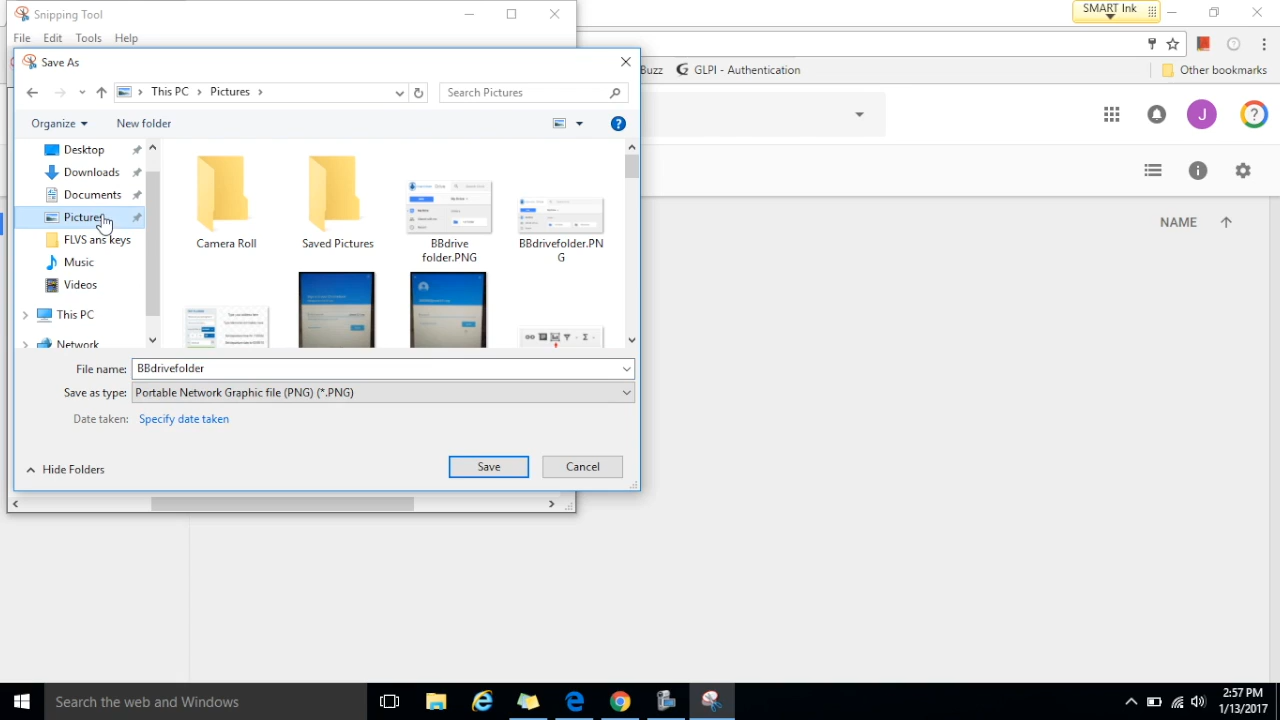 Snipping Tool
SMART Ink
File Edit Tools Help
Save As
Buzz GLPI - Authentication Other bookmarks
This PC Pictures Search Pictures
Organize New folder
J
Desktop
Downloads
Documents
Pictures
FLVS ans keys
Music
Videos
This PC
Network
Camera Roll
Saved Pictures
BBdrive
folder.PNG
BBdrivefolder.PN
G
NAME
File name: BBdrivefolder
Save as type: Portable Network Graphic file (PNG) (*.PNG)
Date taken: Specify date taken
Hide Folders Save Cancel
Search the web and Windows
2:57 PM
1/13/2017